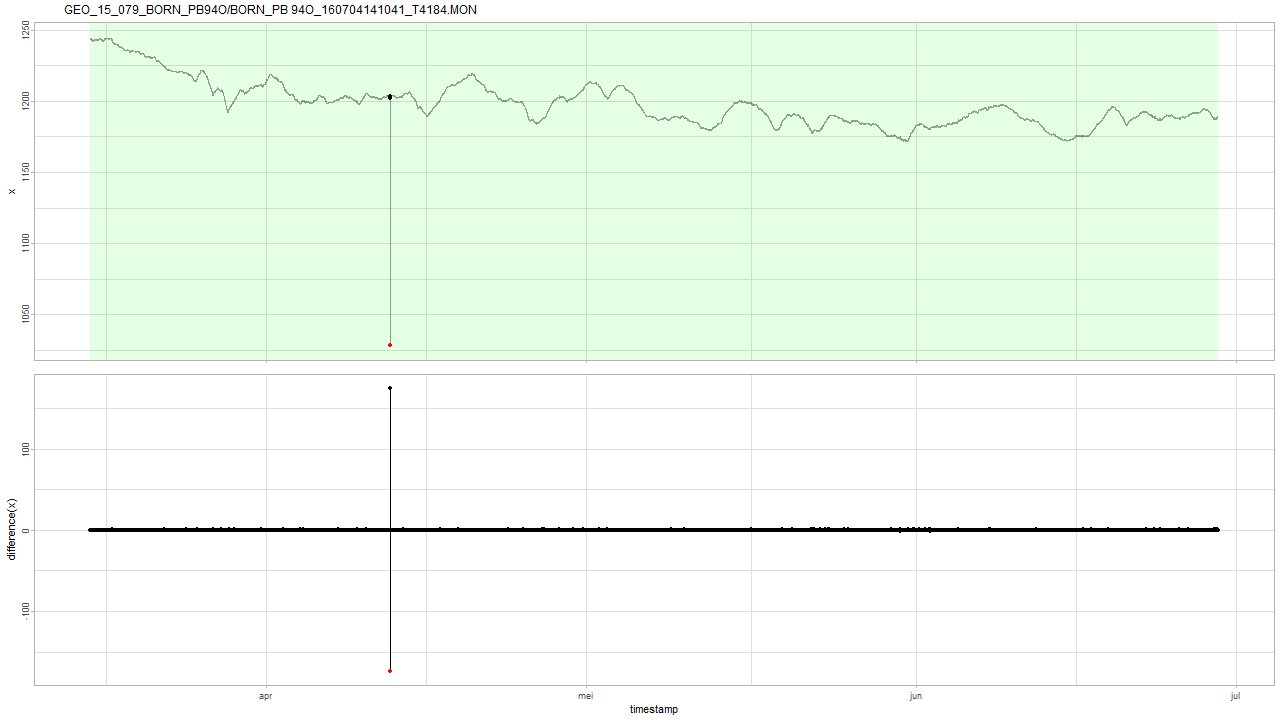 GEO_15_079_BORN_PB94O/BORN_PB 94O_160704141041_T4184.MON
1250
1200
1150
1100
1050
x
100
0
-100
difference(x)
apr mei jun jul
timestamp